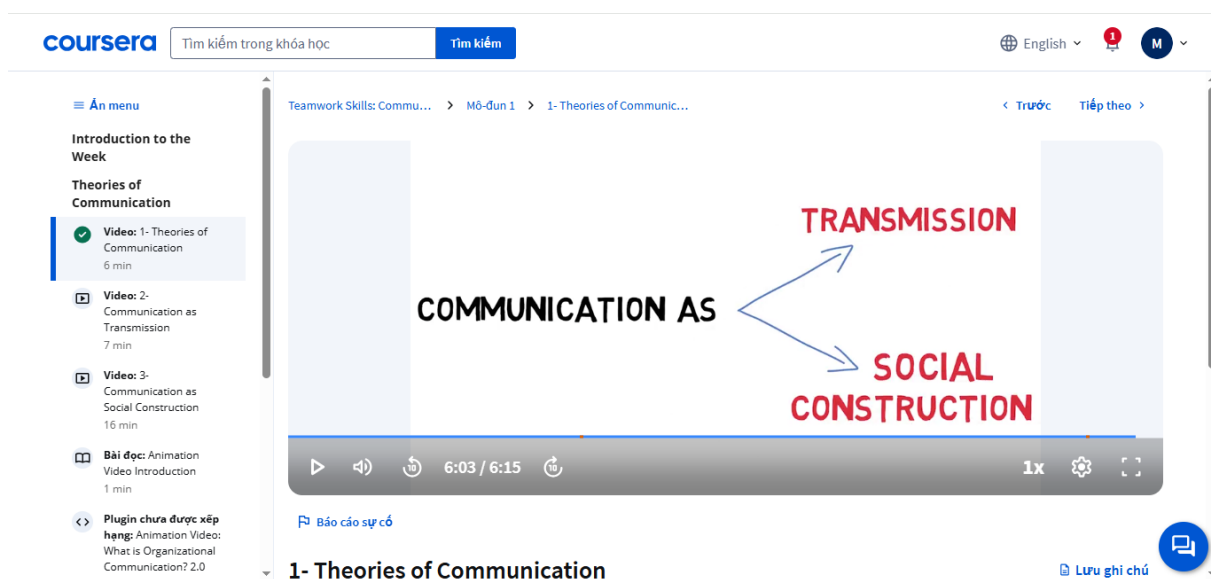 coursera
Tìm kiếm trong khóa học
Tìm kiếm
English
1
M
Ẩn menu
Introduction to the
Week
Theories of
Communication
Video: 1- Theories of
Communication
6 min
Video: 2-
Communication as
Transmission
7 min
Video: 3-
Communication as
Social Construction
16 min
Bài đọc: Animation
Video Introduction
1 min
Plugin chưa được xếp
hạng: Animation Video:
What is Organizational
Communication? 2.0
Teamwork Skills: Commu... > Mô-đun 1 > 1- Theories of Communic...
< Trước Tiếp theo >
TRANSMISSION
COMMUNICATION AS
SOCIAL
CONSTRUCTION
10 6:03 / 6:15 10 1x
Báo cáo sự cố
1- Theories of Communication
Lưu ghi chú